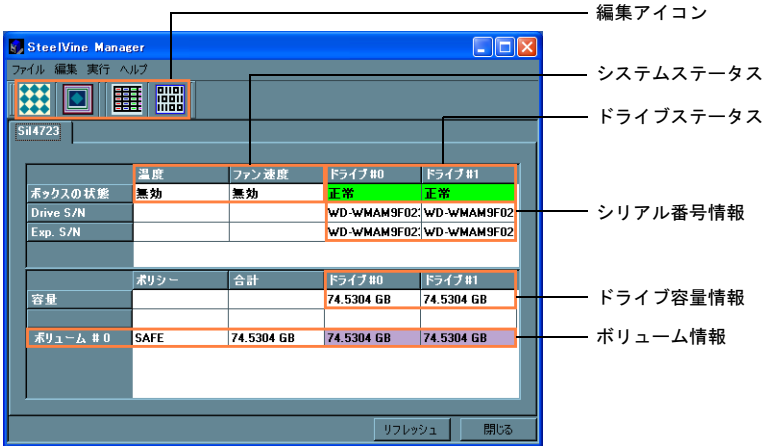 編集アイコン
SteelVine Manager
ファイル 編集 実行 ヘルプ
システムステータス
ドライブステータス
SiI4723
温度 ファン速度 ドライブ#0 ドライブ#1
ボックスの状態 無効 無効 正常 正常
Drive S/N WD-WMAM9F02: WD-WMAM9F02
Exp. S/N WD-WMAM9F02: WD-WMAM9F02
シリアル番号情報
ポリシー 合計 ドライブ#0 ドライブ#1
容量 74.5304 GB 74.5304 GB
ドライブ容量情報
ボリューム #0 SAFE 74.5304 GB 74.5304 GB 74.5304 GB
ボリューム情報
リフレッシュ 閉じる